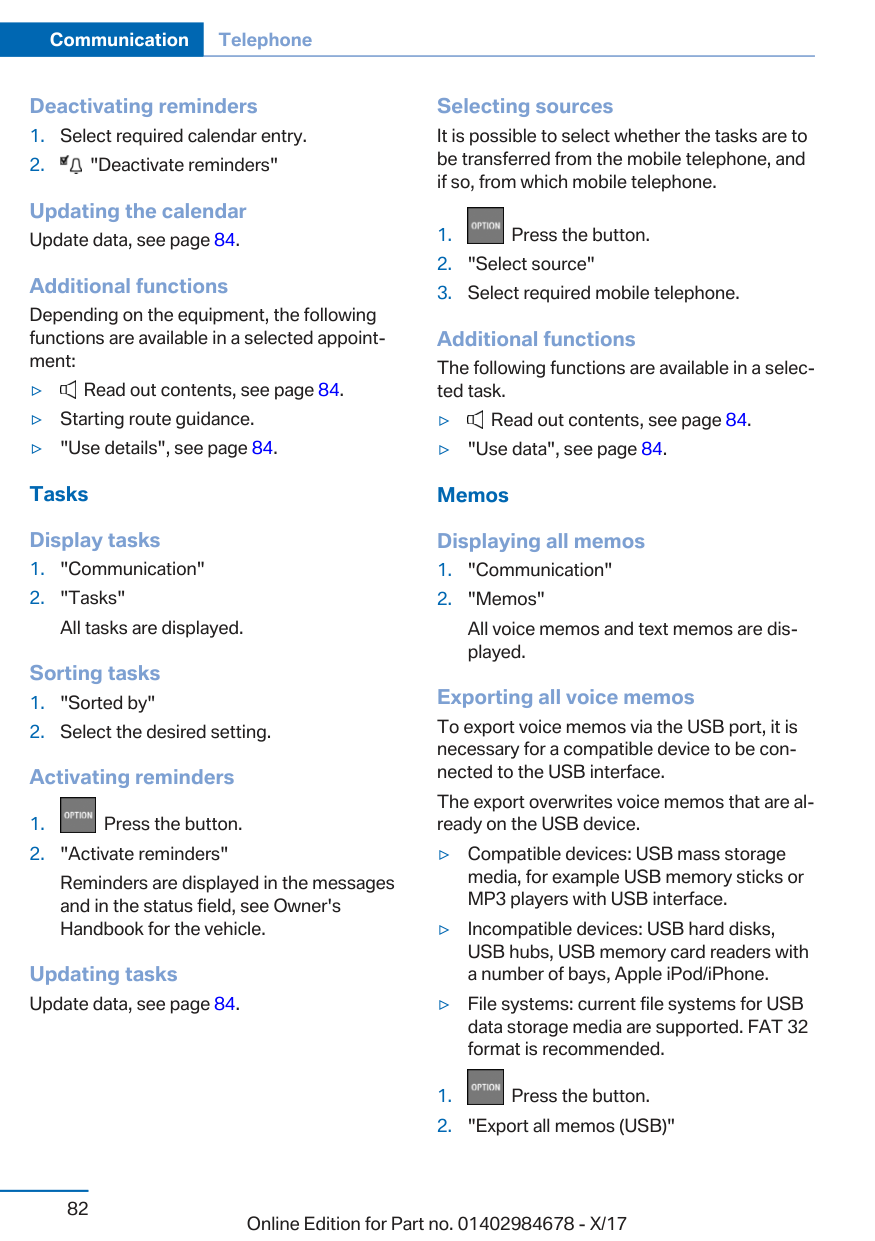 Communication Telephone
Deactivating reminders
1. Select required calendar entry.
2. "Deactivate reminders"
Updating the calendar
Update data, see page 84.
Additional functions
Depending on the equipment, the following
functions are available in a selected appoint-
ment:
▷ Read out contents, see page 84.
▷ Starting route guidance.
▷ "Use details", see page 84.
Tasks
Display tasks
1. "Communication"
2. "Tasks"
All tasks are displayed.
Sorting tasks
1. "Sorted by"
2. Select the desired setting.
Activating reminders
1. OPTION Press the button.
2. "Activate reminders"
Reminders are displayed in the messages
and in the status field, see Owner's
Handbook for the vehicle.
Updating tasks
Update data, see page 84.
Selecting sources
It is possible to select whether the tasks are to
be transferred from the mobile telephone, and
if so, from which mobile telephone.
1. OPTION Press the button.
2. "Select source"
3. Select required mobile telephone.
Additional functions
The following functions are available in a selec-
ted task.
▷ Read out contents, see page 84.
▷ "Use data", see page 84.
Memos
Displaying all memos
1. "Communication"
2. "Memos"
All voice memos and text memos are dis-
played.
Exporting all voice memos
To export voice memos via the USB port, it is
necessary for a compatible device to be con-
nected to the USB interface.
The export overwrites voice memos that are al-
ready on the USB device.
▷ Compatible devices: USB mass storage
media, for example USB memory sticks or
MP3 players with USB interface.
▷ Incompatible devices: USB hard disks,
USB hubs, USB memory card readers with
a number of bays, Apple iPod/iPhone.
▷ File systems: current file systems for USB
data storage media are supported. FAT 32
format is recommended.
1. OPTION Press the button.
2. "Export all memos (USB)"
82
Online Edition for Part no. 01402984678 - X/17